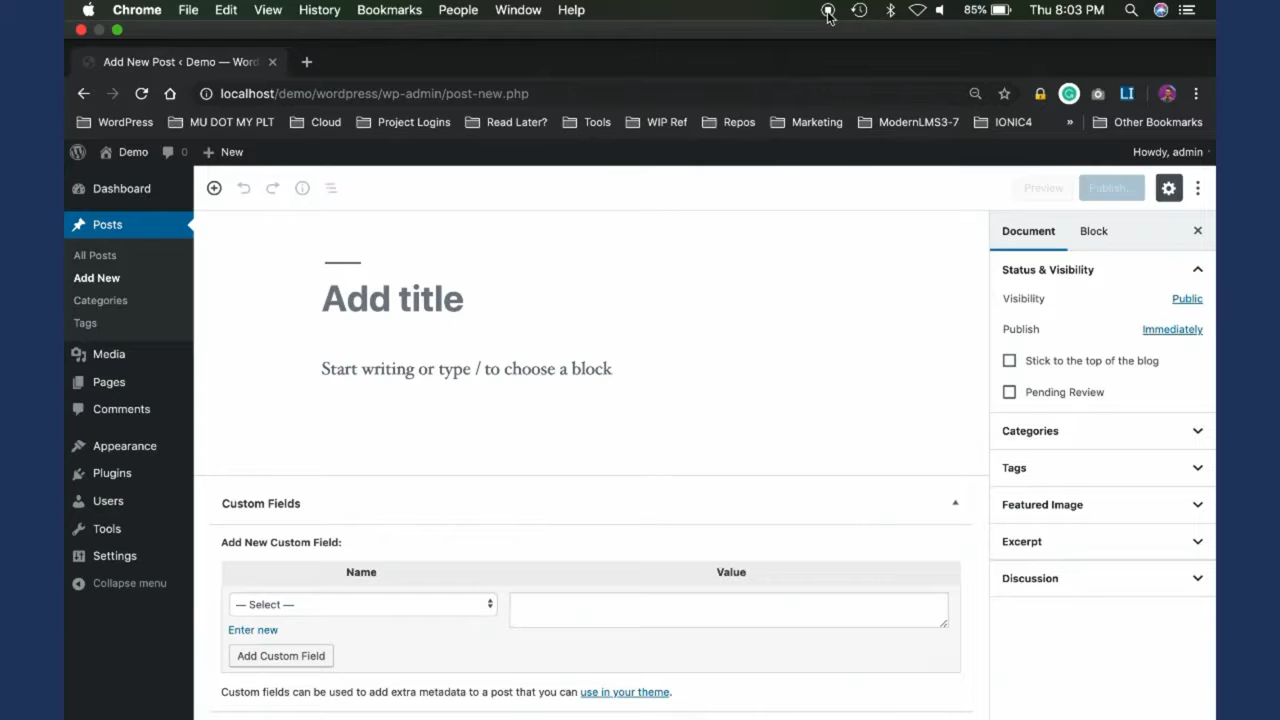 Chrome File Edit View History Bookmarks People Window Help 85% Thu 8:03 PM
Add New Post ‹ Demo — Word
localhost/demo/wordpress/wp-admin/post-new.php
WordPress MU DOT MY PLT Cloud Project Logins Read Later? Tools WIP Ref Repos Marketing ModernLMS3-7 IONIC4 » Other Bookmarks
Demo 0 New Howdy, admin
Dashboard
Preview Publish...
Posts
All Posts
Add New
Categories
Tags
Media
Pages
Comments
Appearance
Plugins
Users
Tools
Settings
Collapse menu
Add title
Start writing or type / to choose a block
Custom Fields
Add New Custom Field:
Name Value
— Select —
Enter new
Add Custom Field
Custom fields can be used to add extra metadata to a post that you can use in your theme.
Document Block
Status & Visibility
Visibility Public
Publish Immediately
Stick to the top of the blog
Pending Review
Categories
Tags
Featured Image
Excerpt
Discussion